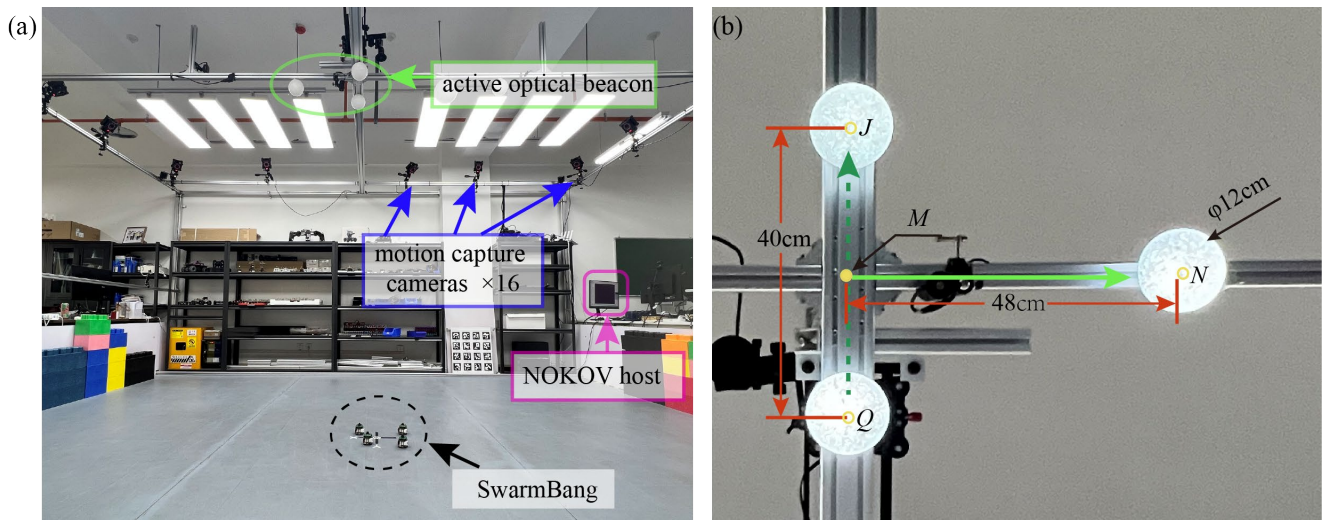 (a)
active optical beacon
motion capture
cameras ×16
NOKOV host
SwarmBang
(b)
J
M
φ12cm
40cm
N
48cm
Q